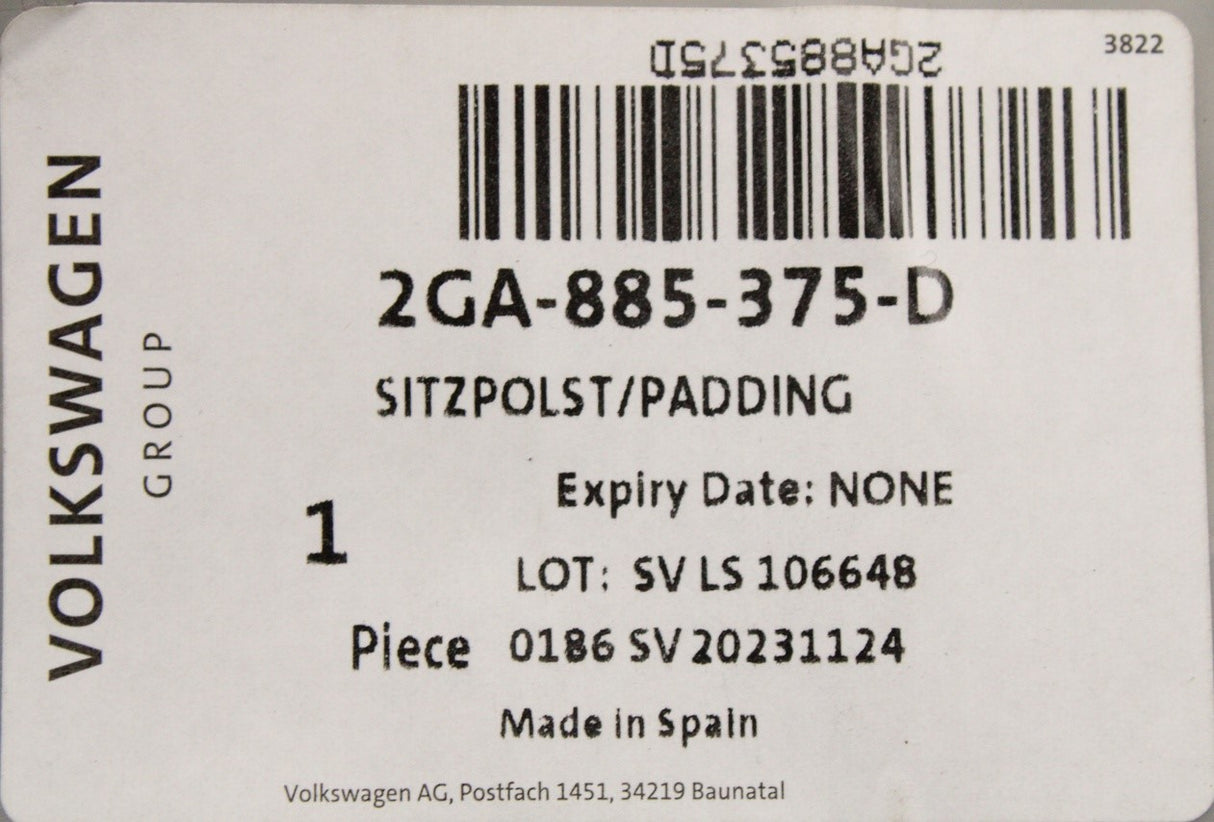 VOLKSWAGEN
GROUP
3822
2GA885375D
2GA-885-375-D
SITZPOLST/PADDING
Expiry Date: NONE
1
LOT: SV LS 106648
Piece 0186 SV 20231124
Made in Spain
Volkswagen AG, Postfach 1451, 34219 Baunatal